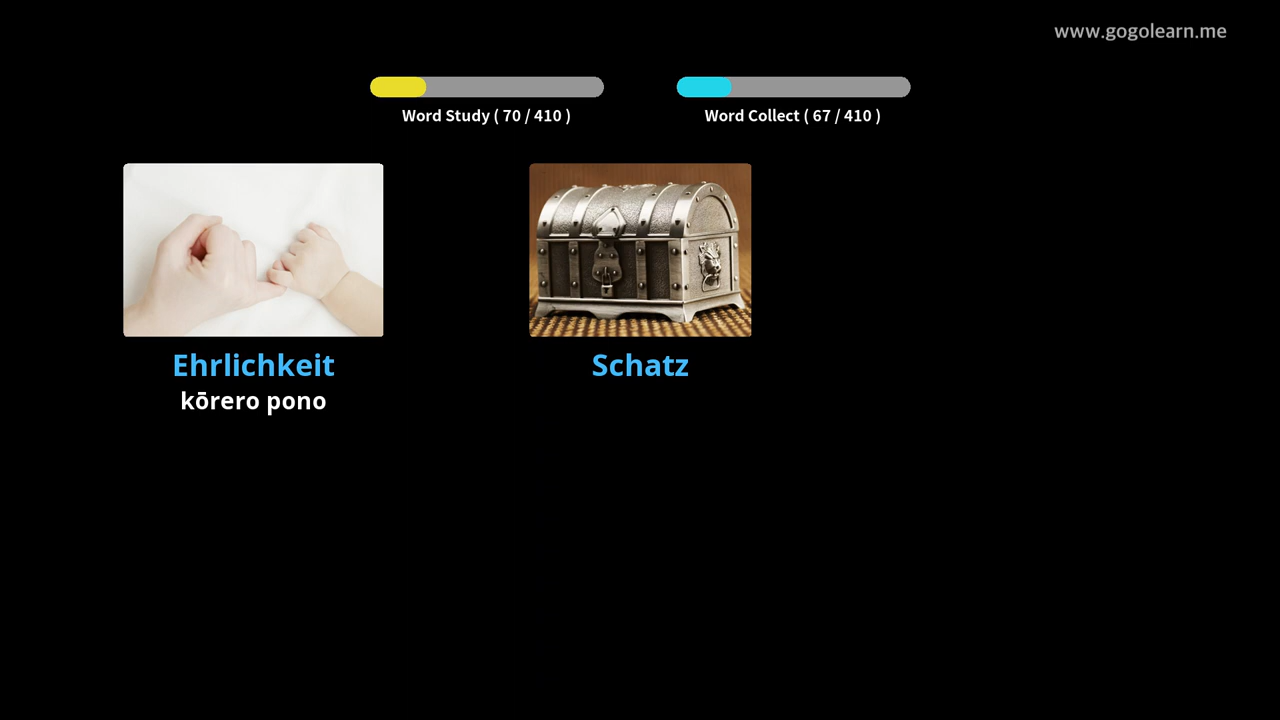 www.gogolearn.me
Word Study ( 70 / 410 )
Word Collect ( 67 / 410 )
Ehrlichkeit
kōrero pono
Schatz